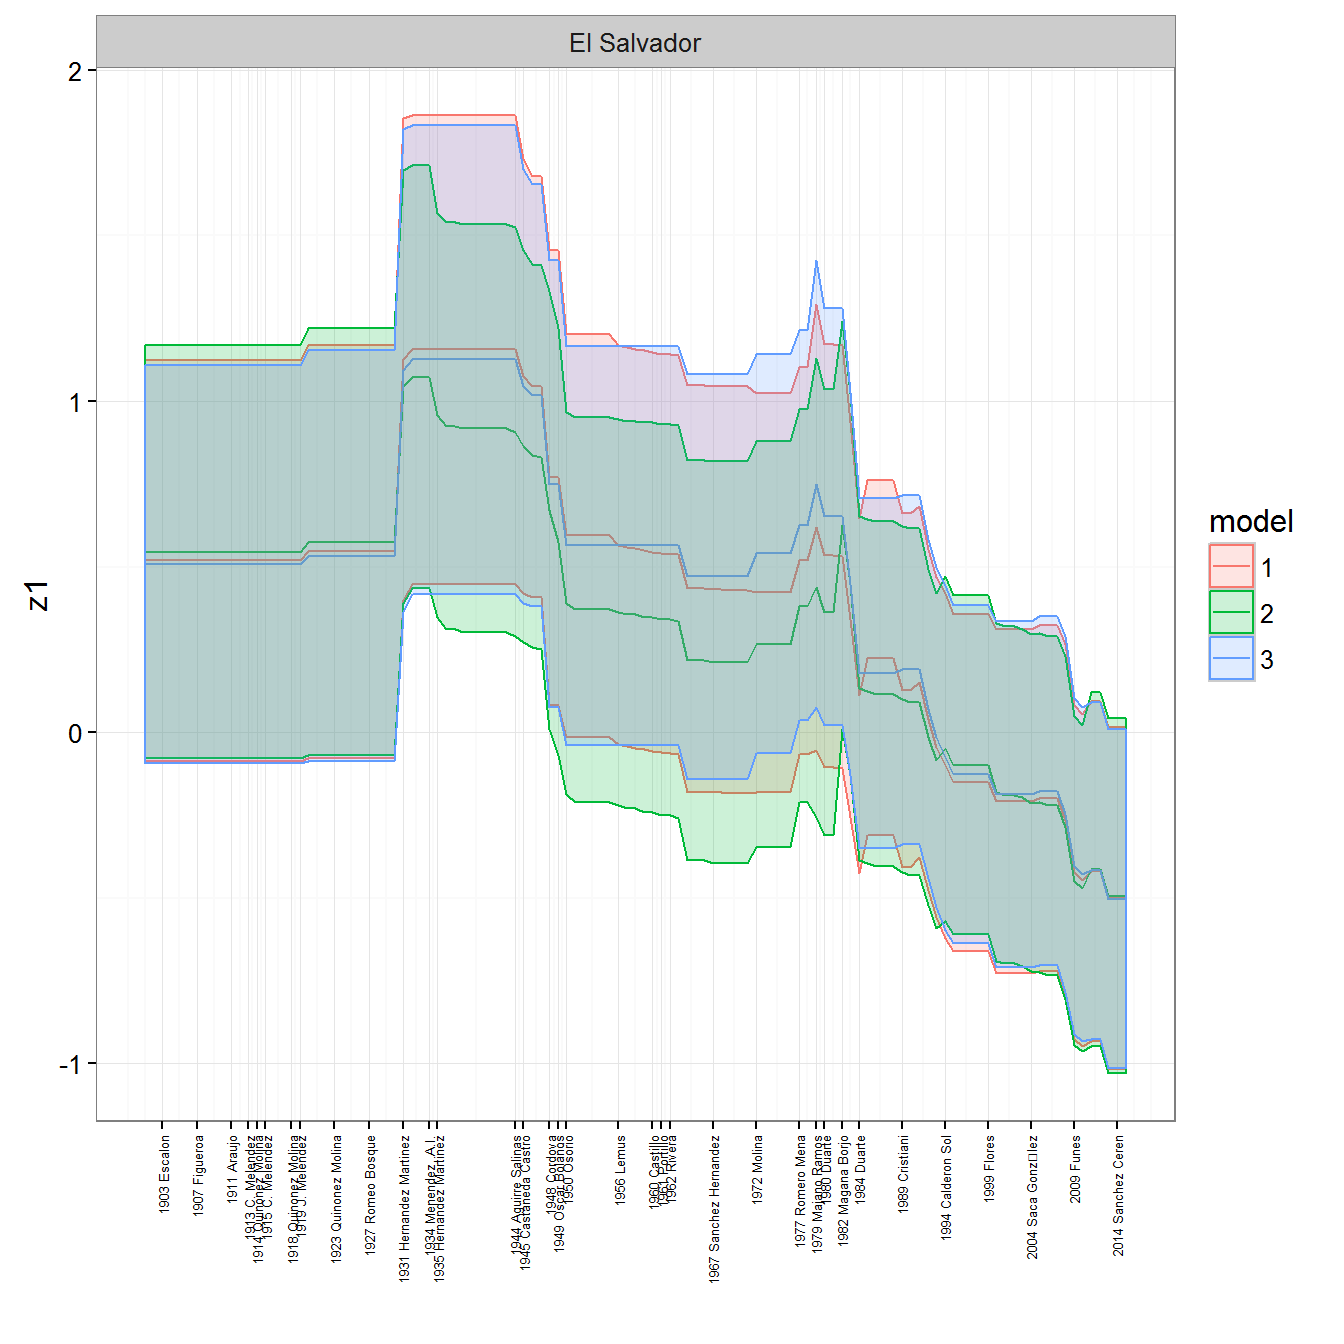 El Salvador
2
1
0
-1
z1
model
1
2
3
1903 Escalon
1907 Figueroa
1911 Araujo
1913 C. Melendez
1914 Quinonez Molina
1915 C. Melendez
1918 Quinonez Molina
1919 J. Melendez
1923 Quinonez Molina
1927 Romeo Bosque
1931 Hernandez Martinez
1934 Menendez, A.I.
1935 Hernandez Martinez
1944 Aguirre Salinas
1945 Castaneda Castro
1948 Cordova
1949 Oscar Bolanos
1950 Osorio
1956 Lemus
1960 Castillo
1961 Portillo
1962 Rivera
1967 Sanchez Hernandez
1972 Molina
1977 Romero Mena
1979 Majano Ramos
1980 Duarte
1982 Magana Borjo
1984 Duarte
1989 Cristiani
1994 Calderon Sol
1999 Flores
2004 Saca Gonz□lez
2009 Funes
2014 Sanchez Ceren